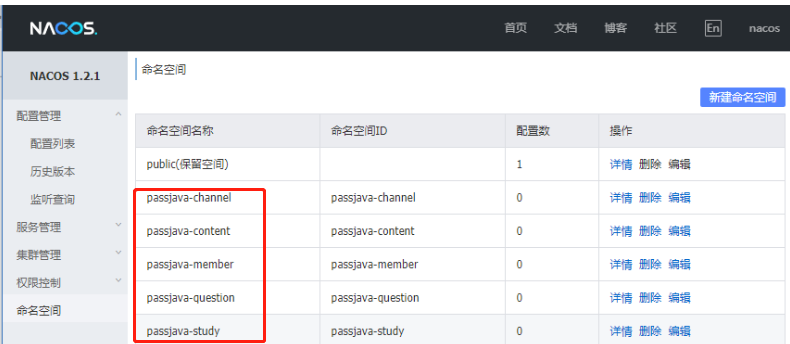 NACOS.
首页 文档 博客 社区 En nacos
NACOS 1.2.1
配置管理
配置列表
历史版本
监听查询
服务管理
集群管理
权限控制
命名空间
命名空间
新建命名空间
命名空间名称 命名空间ID 配置数 操作
public(保留空间) 1 详情 删除 编辑
passjava-channel passjava-channel 0 详情 删除 编辑
passjava-content passjava-content 0 详情 删除 编辑
passjava-member passjava-member 0 详情 删除 编辑
passjava-question passjava-question 0 详情 删除 编辑
passjava-study passjava-study 0 详情 删除 编辑